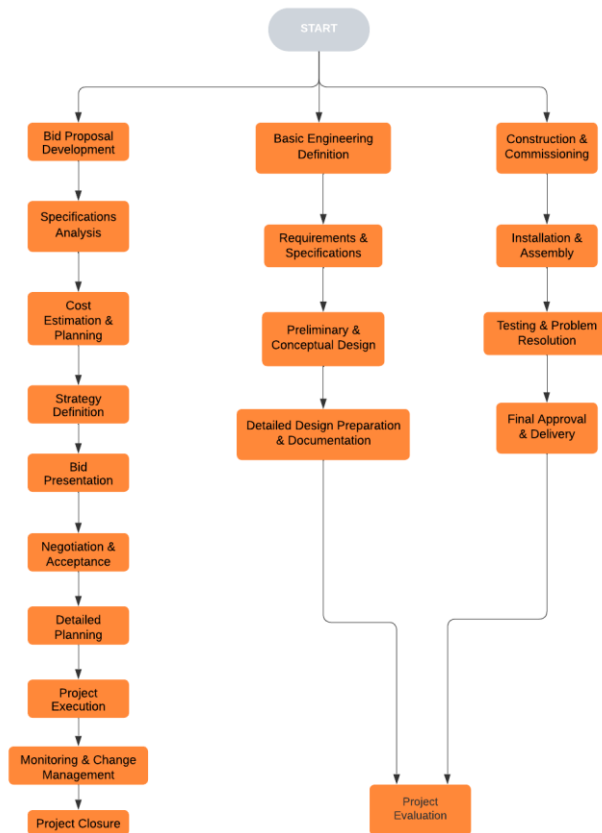 START
Bid Proposal
Development
Basic Engineering
Definition
Construction &
Commissioning
Specifications
Analysis
Requirements &
Specifications
Installation &
Assembly
Cost
Estimation &
Planning
Preliminary &
Conceptual Design
Testing & Problem
Resolution
Strategy
Definition
Detailed Design Preparation
& Documentation
Final Approval
& Delivery
Bid
Presentation
Negotiation &
Acceptance
Detailed
Planning
Project
Execution
Monitoring & Change
Management
Project Closure
Project
Evaluation